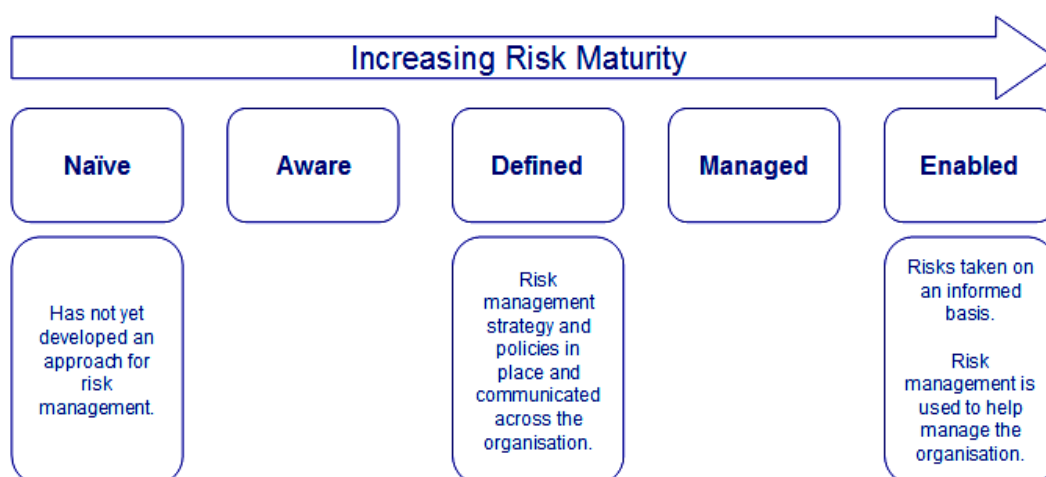 Increasing Risk Maturity
Naïve
Aware
Defined
Managed
Enabled
Has not yet
developed an
approach for
risk
management.
Risk
management
strategy and
policies in
place and
communicated
across the
organisation.
Risks taken on
an informed
basis.
Risk
management is
used to help
manage the
organisation.